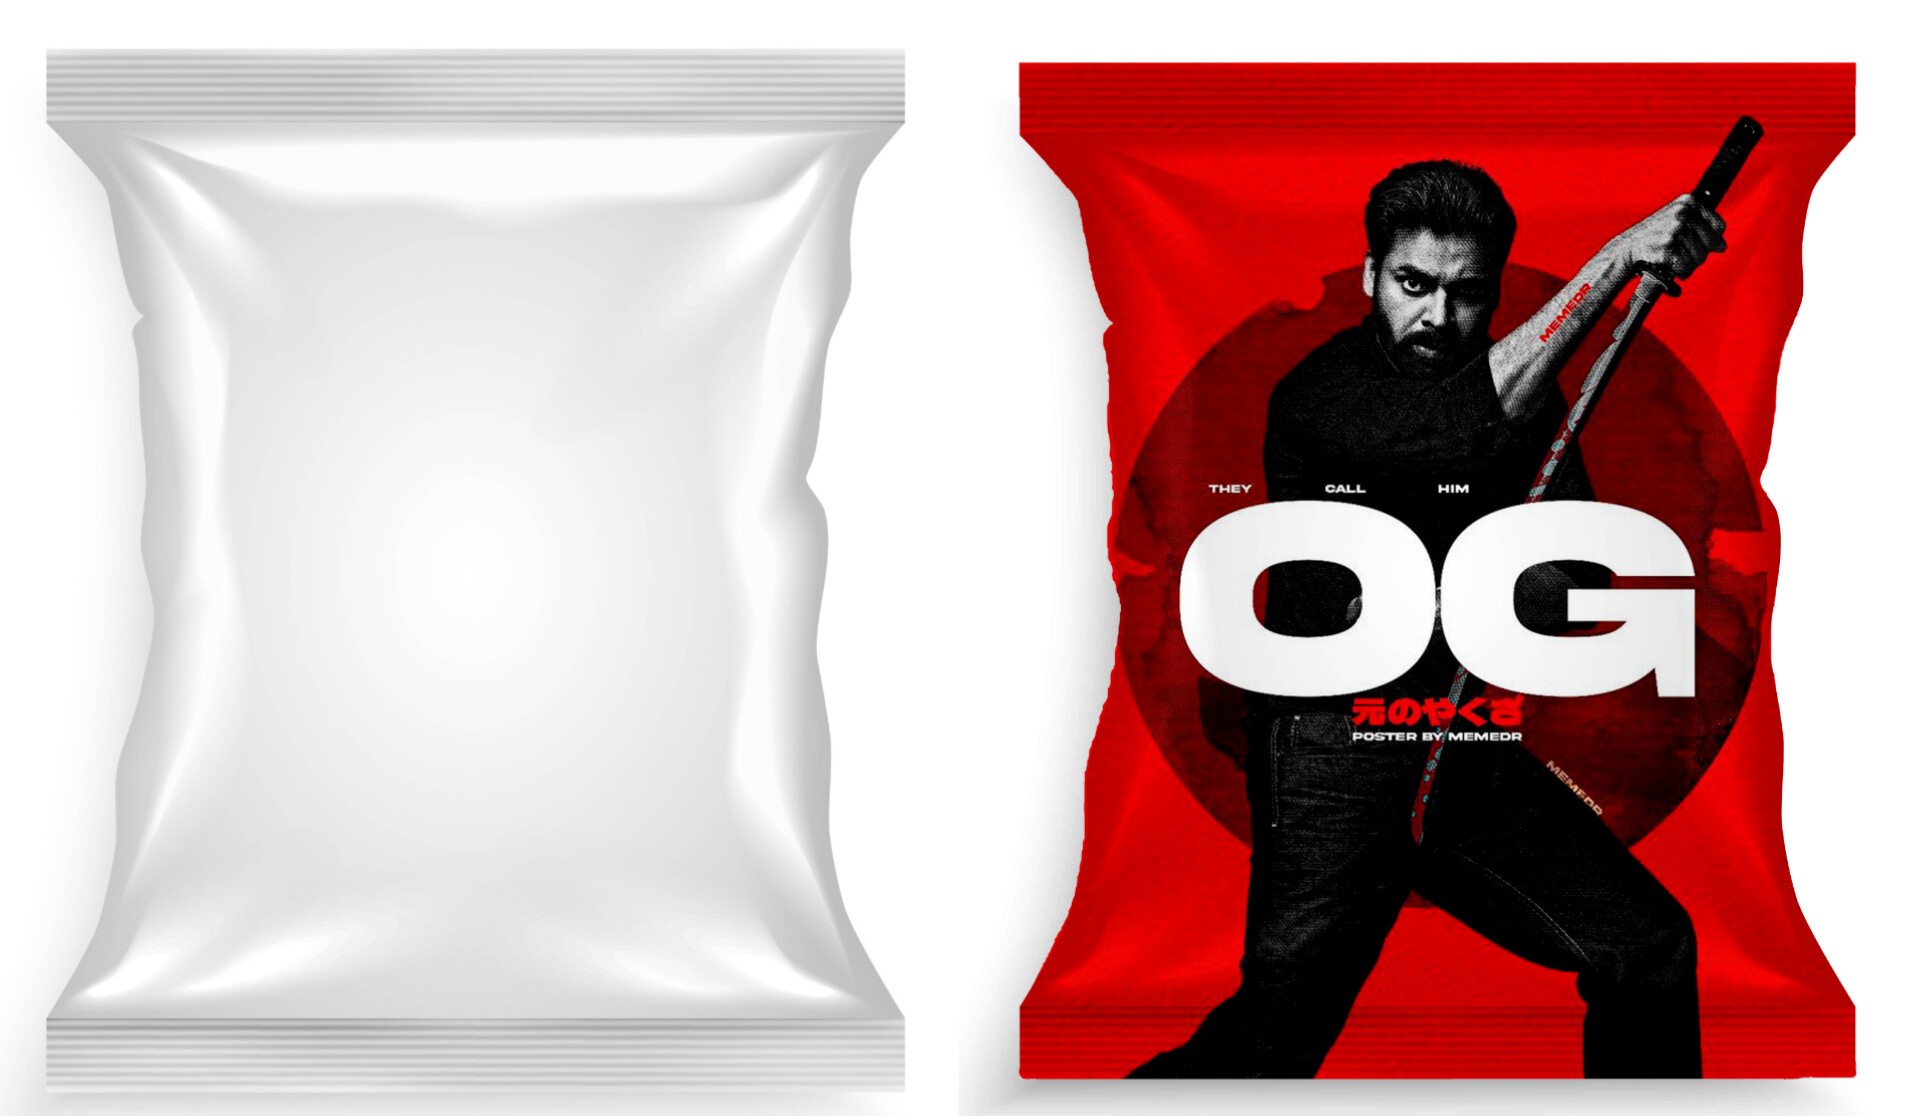 MEMEDR
THEY CALL HIM
OG
元のやくざ
POSTER BY MEMEDR
MEMEDR